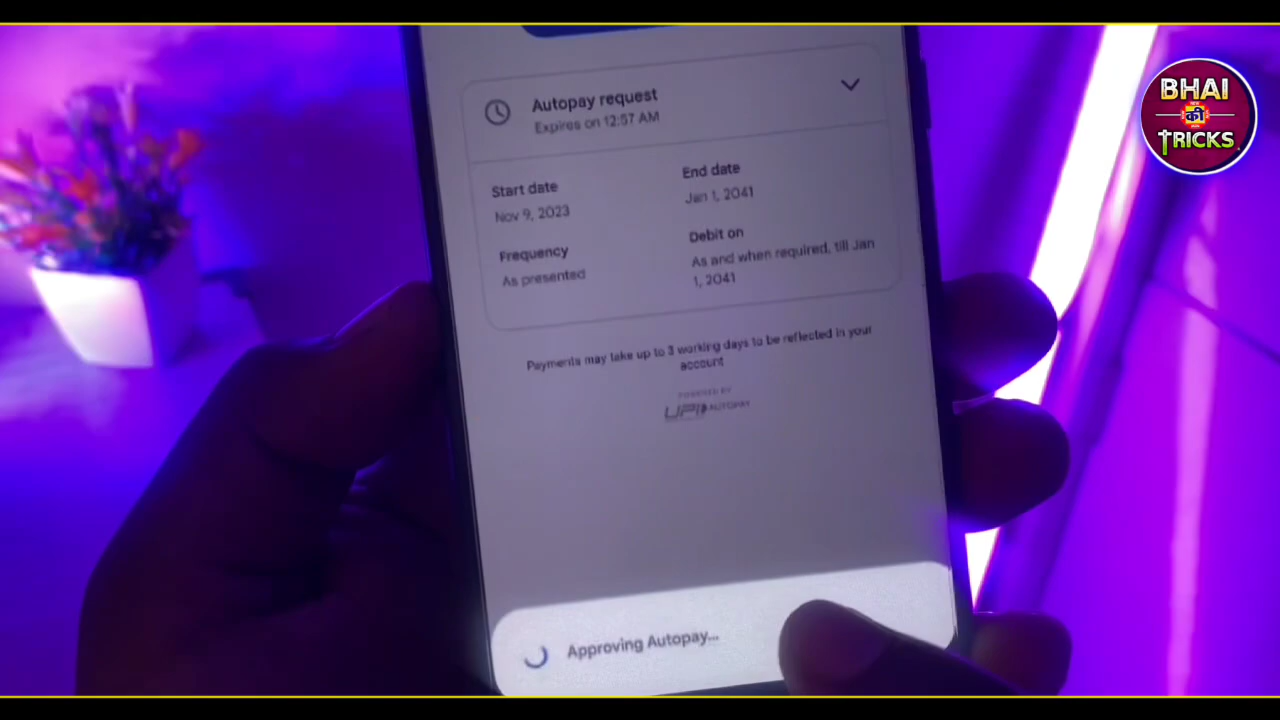 BHAI
की
TRICKS
Autopay request
Expires on 12:57 AM
Start date
Nov 9, 2023
End date
Jan 1, 2041
Frequency
As presented
Debit on
As and when required, till Jan
1, 2041
Payments may take up to 3 working days to be reflected in your
account
POWERED BY
UPI AUTOPAY
Approving Autopay...